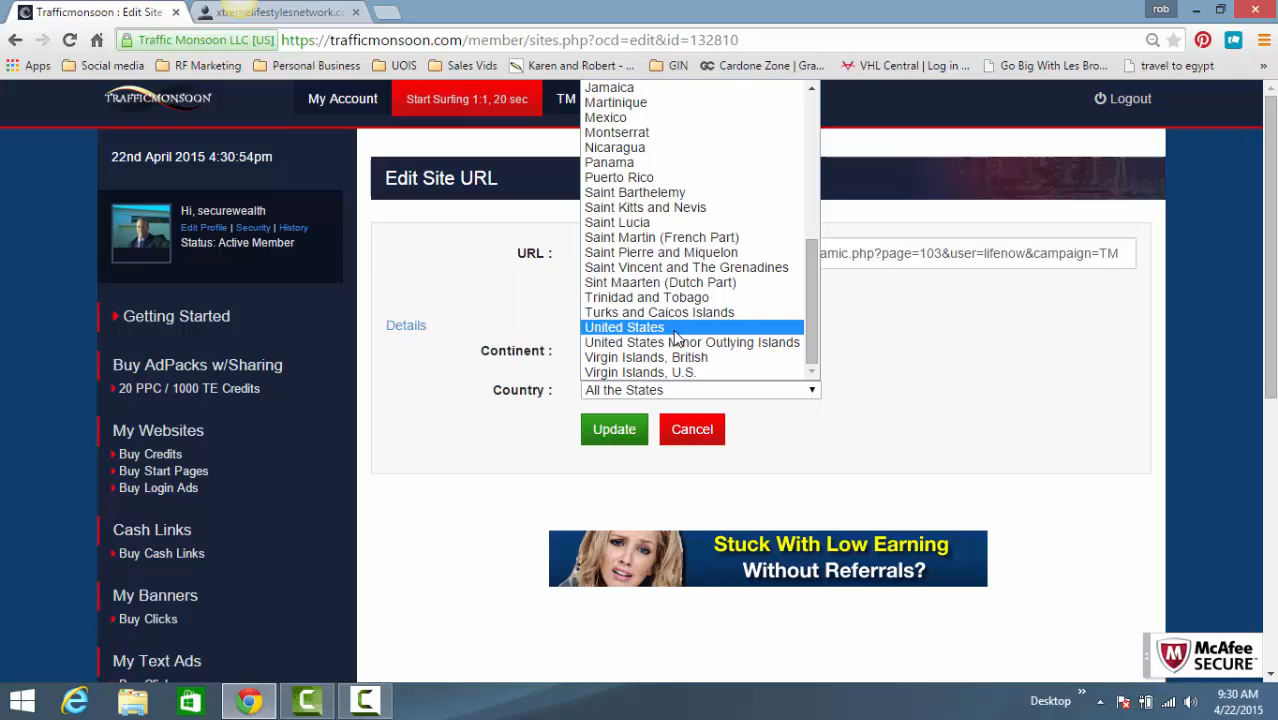 Trafficmonsoon : Edit Site
xtremelifestylesnetwork.c
rob
Traffic Monsoon LLC [US]
https://trafficmonsoon.com/member/sites.php?ocd=edit&id=132810
Apps
Social media
RF Marketing
Personal Business
UOIS
Sales Vids
Karen and Robert - ...
GIN
Cardone Zone | Gra...
VHL Central | Log in ...
Go Big With Les Bro...
travel to egypt
»
TRAFFICMONSOON
My Account
Start Surfing 1:1, 20 sec
TM
Logout
22nd April 2015 4:30:54pm
Hi, securewealth
Edit Profile | Security | History
Status: Active Member
Getting Started
Buy AdPacks w/Sharing
20 PPC / 1000 TE Credits
My Websites
Buy Credits
Buy Start Pages
Buy Login Ads
Cash Links
Buy Cash Links
My Banners
Buy Clicks
My Text Ads
Edit Site URL
URL :
amic.php?page=103&user=lifenow&campaign=TM
Details
Continent :
Country :
Jamaica
Martinique
Mexico
Montserrat
Nicaragua
Panama
Puerto Rico
Saint Barthelemy
Saint Kitts and Nevis
Saint Lucia
Saint Martin (French Part)
Saint Pierre and Miquelon
Saint Vincent and The Grenadines
Sint Maarten (Dutch Part)
Trinidad and Tobago
Turks and Caicos Islands
United States
United States Minor Outlying Islands
Virgin Islands, British
Virgin Islands, U.S.
All the States
Update
Cancel
Stuck With Low Earning
Without Referrals?
McAfee
SECURE
Desktop
»
9:30 AM
4/22/2015